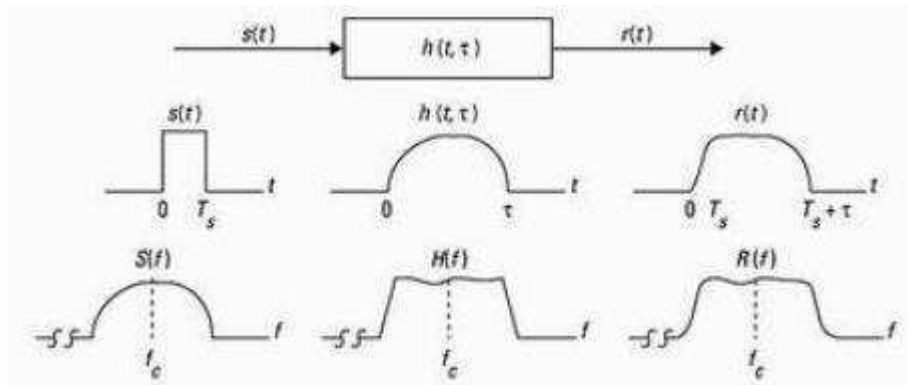 s(t) h(t, τ) r(t)
s(t) h(t, τ) r(t)
t t t
0 T_s 0 τ 0 T_s T_s + τ
S(f) H(f) R(f)
f f f
f_c f_c f_c